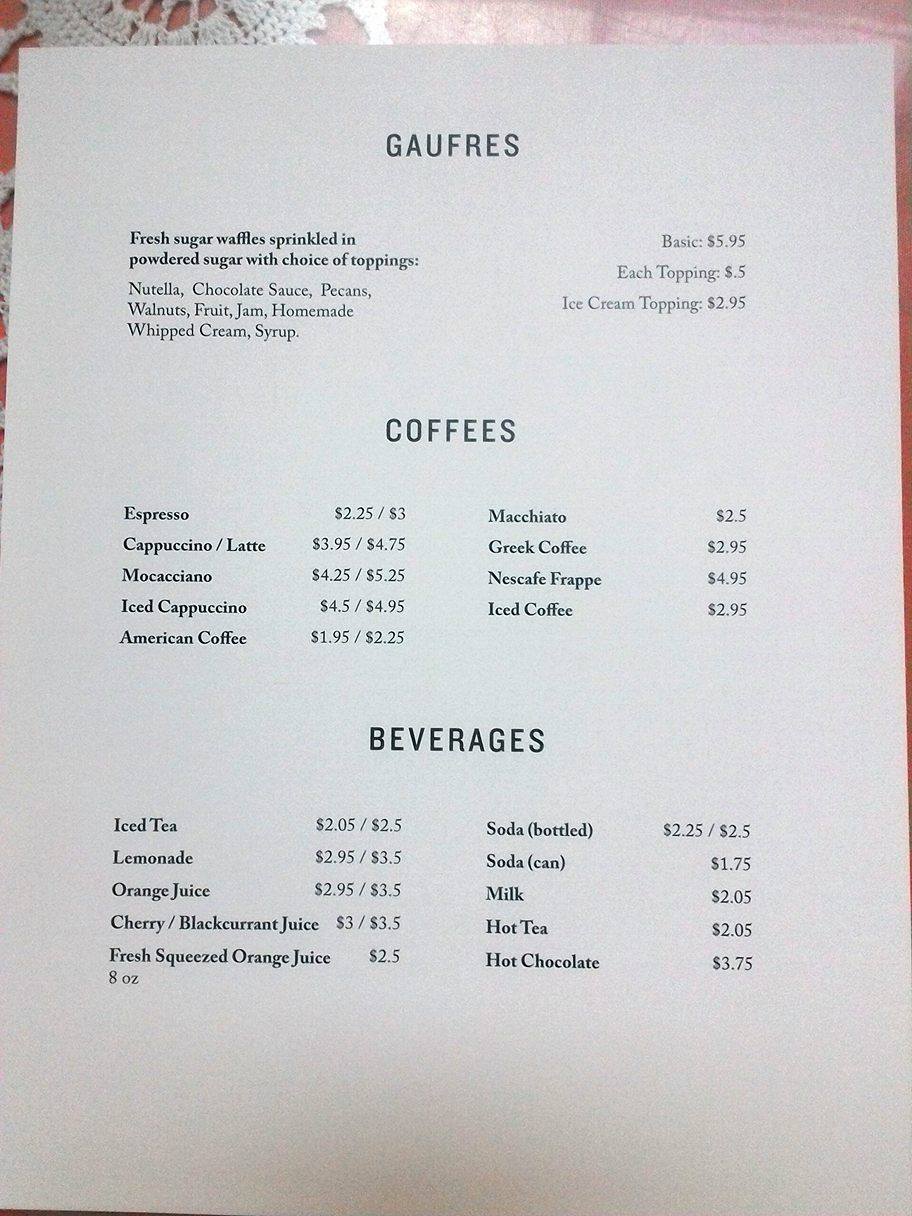 GAUFRES
Fresh sugar waffles sprinkled in
powdered sugar with choice of toppings:
Nutella, Chocolate Sauce, Pecans,
Walnuts, Fruit, Jam, Homemade
Whipped Cream, Syrup.
Basic: $5.95
Each Topping: $.5
Ice Cream Topping: $2.95
COFFEES
Espresso $2.25 / $3
Cappuccino / Latte $3.95 / $4.75
Mocacciano $4.25 / $5.25
Iced Cappuccino $4.5 / $4.95
American Coffee $1.95 / $2.25
Macchiato $2.5
Greek Coffee $2.95
Nescafe Frappe $4.95
Iced Coffee $2.95
BEVERAGES
Iced Tea $2.05 / $2.5
Lemonade $2.95 / $3.5
Orange Juice $2.95 / $3.5
Cherry / Blackcurrant Juice $3 / $3.5
Fresh Squeezed Orange Juice $2.5
8 oz
Soda (bottled) $2.25 / $2.5
Soda (can) $1.75
Milk $2.05
Hot Tea $2.05
Hot Chocolate $3.75